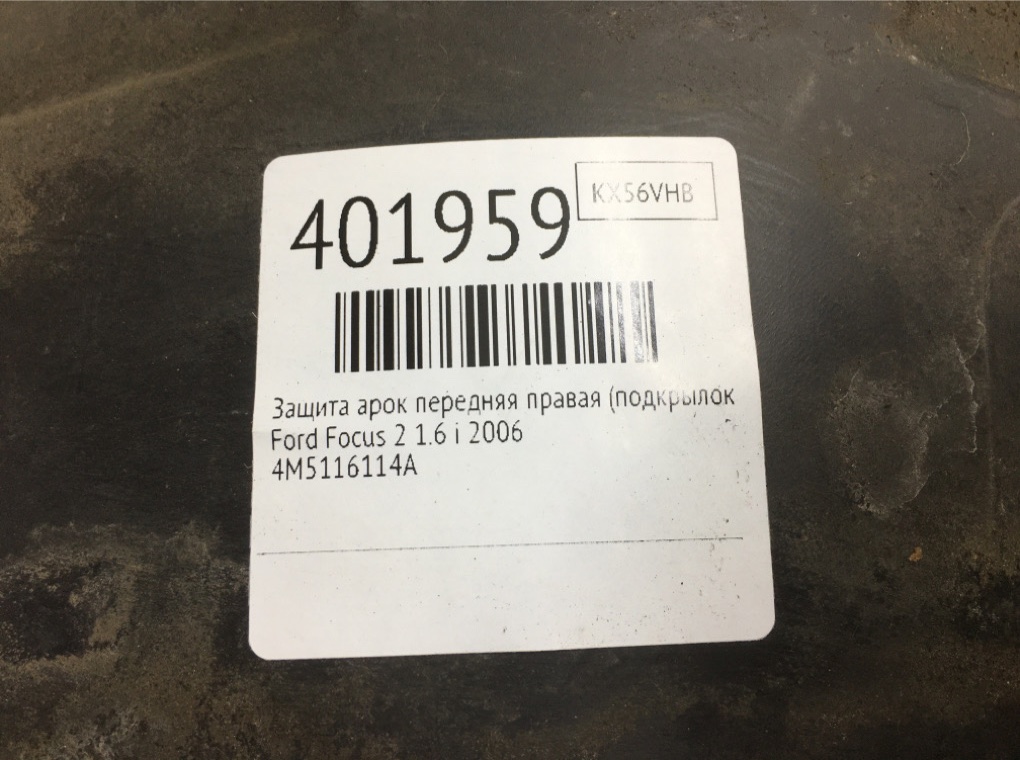 401959
KX56VHB
Защита арок передняя правая (подкрылок
Ford Focus 2 1.6 i 2006
4M5116114A